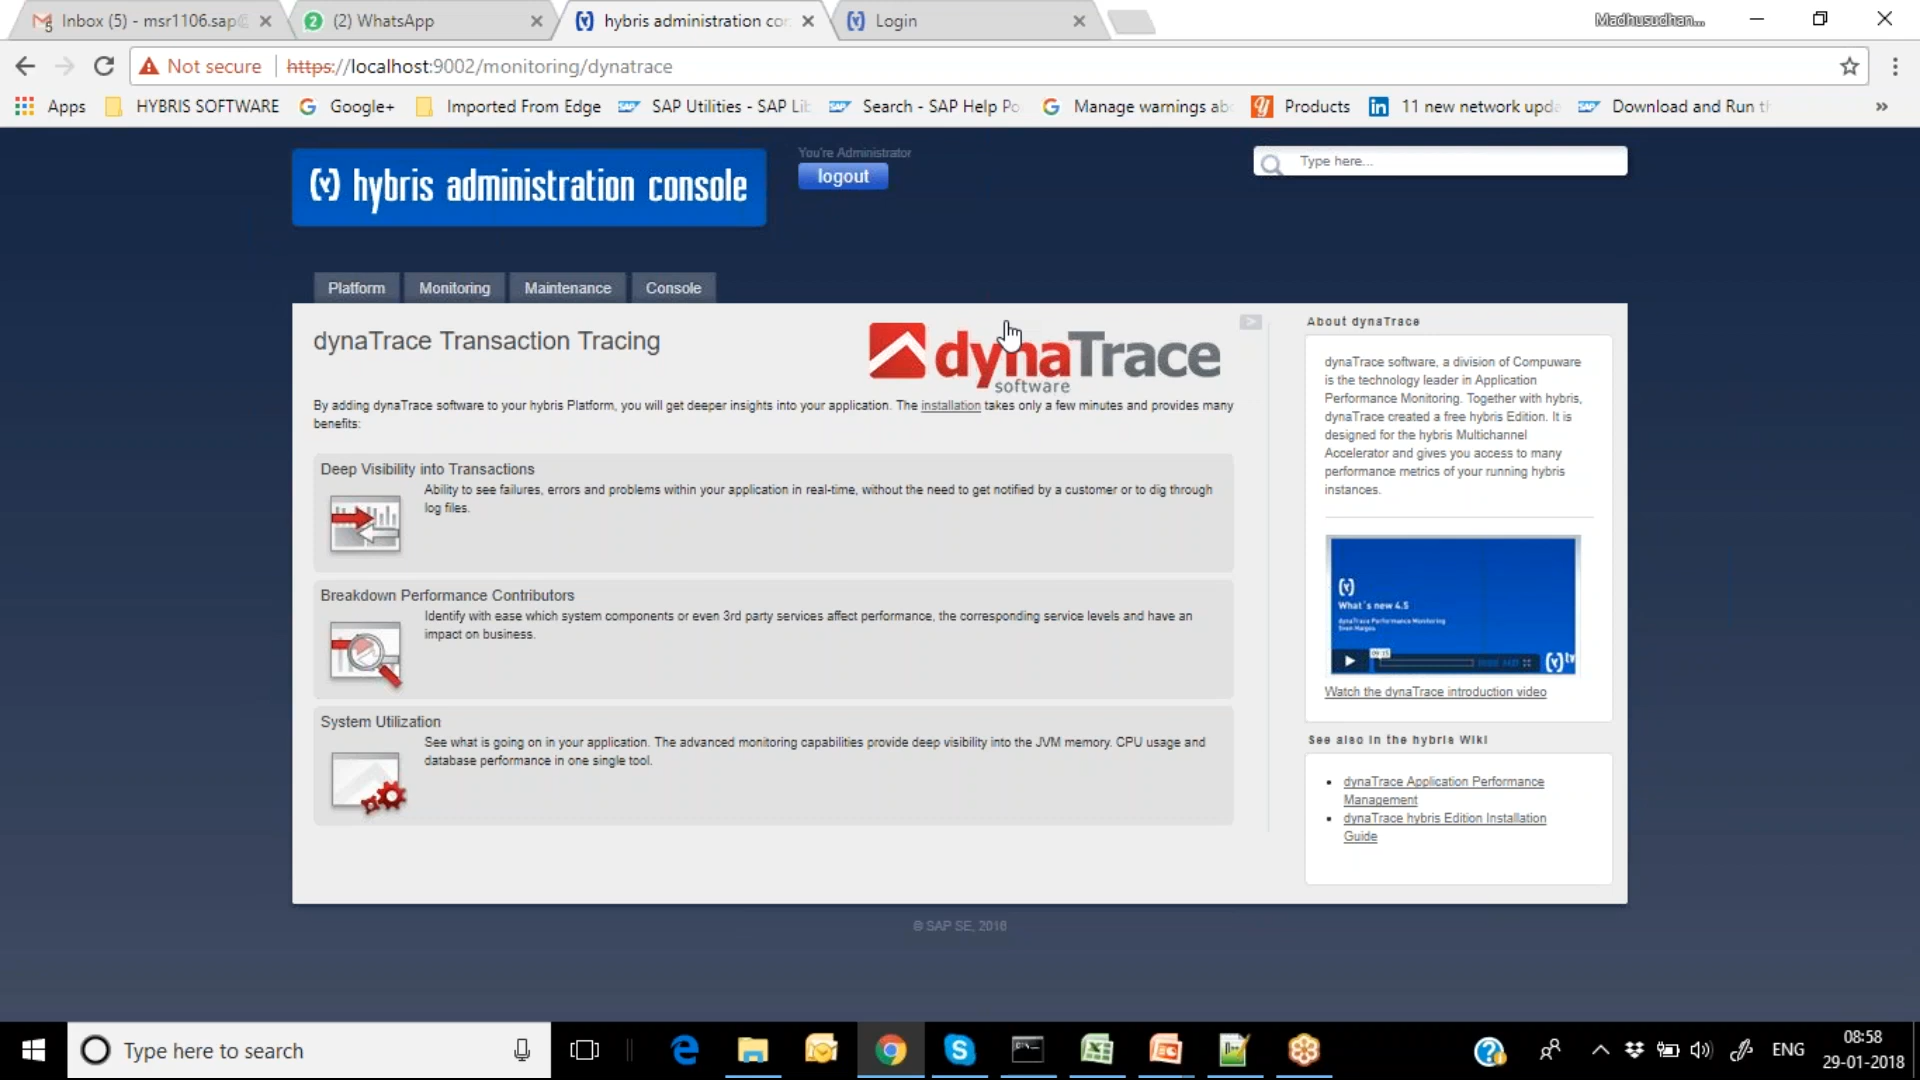 Inbox (5) - msr1106.sap@
(2) WhatsApp
hybris administration con
Login
Madhusudhan...
Not secure
https://localhost:9002/monitoring/dynatrace
Apps
HYBRIS SOFTWARE
Google+
Imported From Edge
SAP Utilities - SAP Lib
Search - SAP Help Po
Manage warnings ab
Products
11 new network upda
Download and Run t
»
hybris administration console
You're Administrator
logout
Type here...
Platform
Monitoring
Maintenance
Console
dynaTrace Transaction Tracing
dynaTrace
software
By adding dynaTrace software to your hybris Platform, you will get deeper insights into your application. The installation takes only a few minutes and provides many
benefits:
Deep Visibility into Transactions
Ability to see failures, errors and problems within your application in real-time, without the need to get notified by a customer or to dig through
log files.
Breakdown Performance Contributors
Identify with ease which system components or even 3rd party services affect performance, the corresponding service levels and have an
impact on business.
System Utilization
See what is going on in your application. The advanced monitoring capabilities provide deep visibility into the JVM memory. CPU usage and
database performance in one single tool.
>
About dynaTrace
dynaTrace software, a division of Compuware
is the technology leader in Application
Performance Monitoring. Together with hybris,
dynaTrace created a free hybris Edition. It is
designed for the hybris Multichannel
Accelerator and gives you access to many
performance metrics of your running hybris
instances.
What's new 4.5
dynaTrace Performance Monitoring
Watch the dynaTrace introduction video
See also in the hybris Wiki
dynaTrace Application Performance
Management
dynaTrace hybris Edition Installation
Guide
© SAP SE, 2016
Type here to search
ENG
08:58
29-01-2018